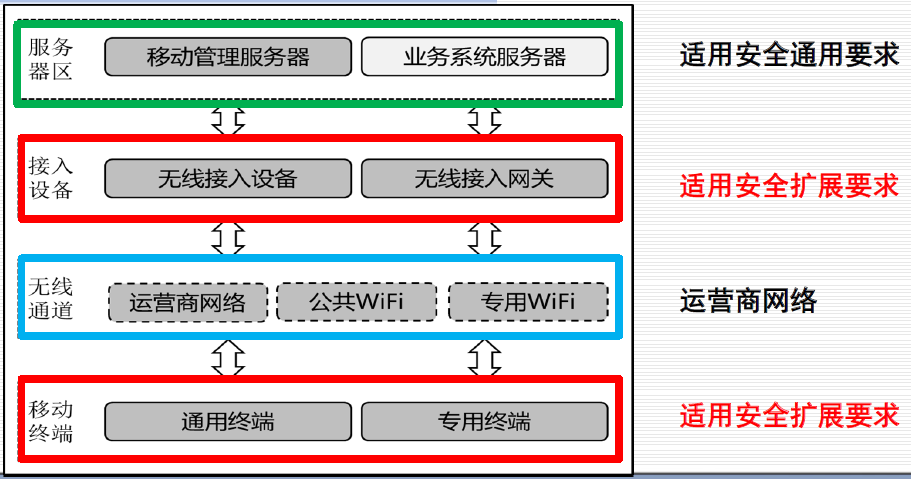 服务
器区
移动管理服务器
业务系统服务器
适用安全通用要求
接入
设备
无线接入设备
无线接入网关
适用安全扩展要求
无线
通道
运营商网络
公共WiFi
专用WiFi
运营商网络
移动
终端
通用终端
专用终端
适用安全扩展要求